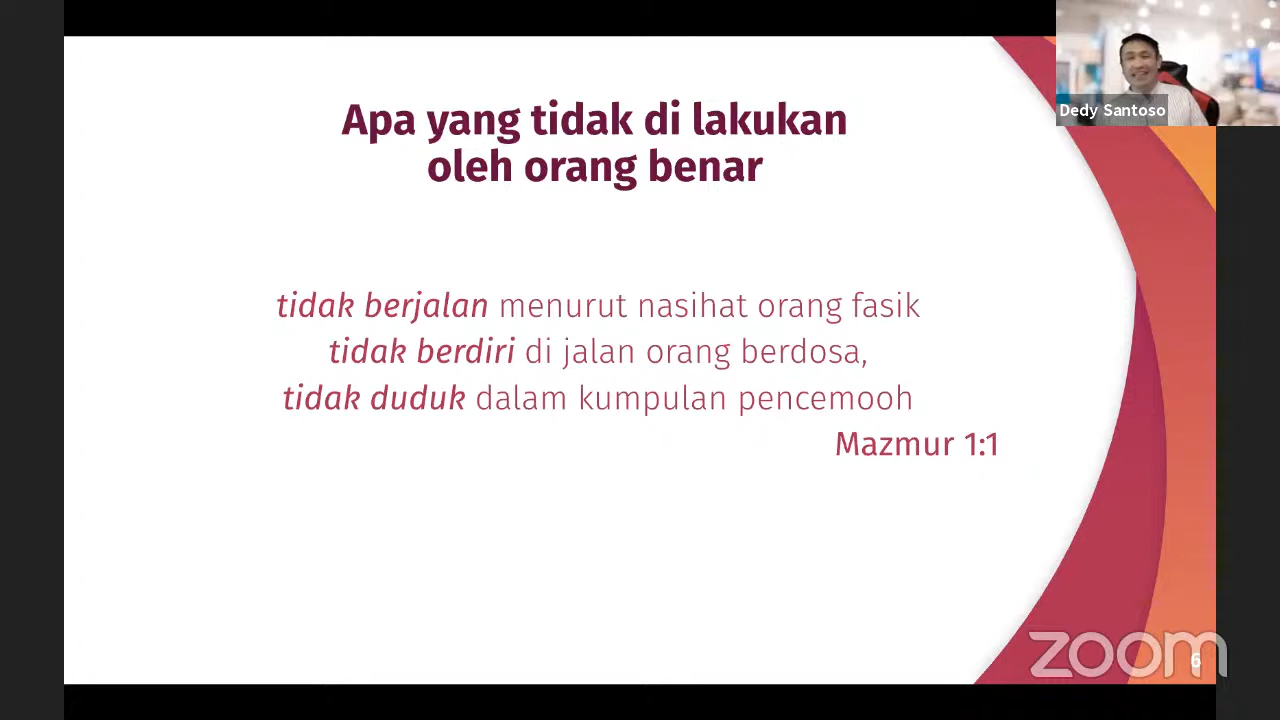 Apa yang tidak di lakukan
oleh orang benar
tidak berjalan menurut nasihat orang fasik
tidak berdiri di jalan orang berdosa,
tidak duduk dalam kumpulan pencemooh
Mazmur 1:1
Dedy Santoso
zoom
6